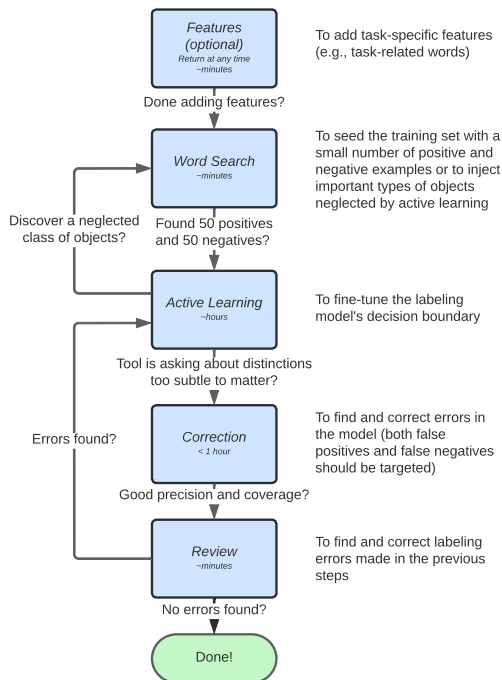 Features
(optional)
Return at any time
~minutes
To add task-specific features
(e.g., task-related words)
Done adding features?
Word Search
~minutes
To seed the training set with a
small number of positive and
negative examples or to inject
important types of objects
neglected by active learning
Discover a neglected
class of objects?
Found 50 positives
and 50 negatives?
Active Learning
~hours
To fine-tune the labeling
model's decision boundary
Tool is asking about distinctions
too subtle to matter?
Correction
< 1 hour
To find and correct errors in
the model (both false
positives and false negatives
should be targeted)
Errors found?
Good precision and coverage?
Review
~minutes
To find and correct labeling
errors made in the previous
steps
No errors found?
Done!